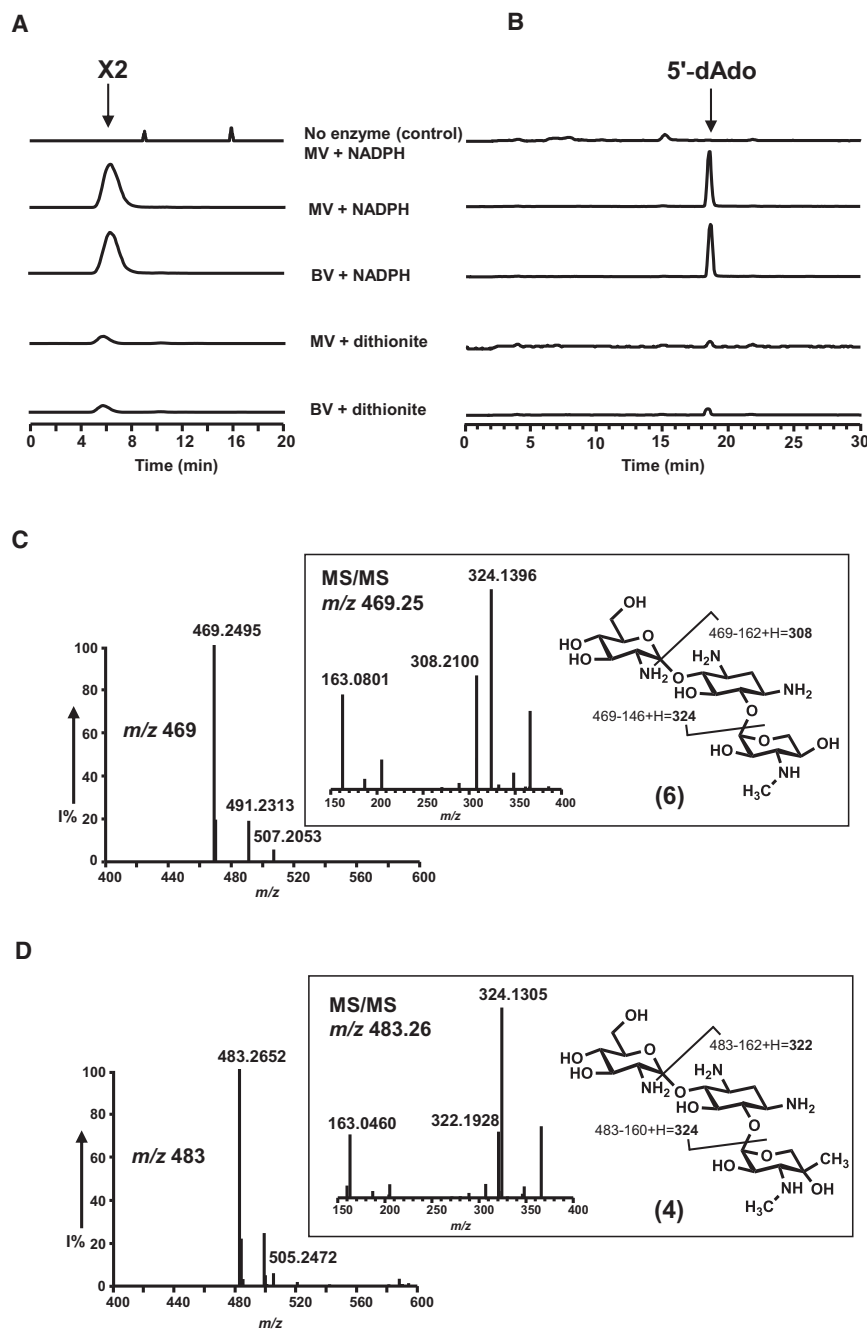 A
B
X2
5'-dAdo
No enzyme (control)
MV + NADPH
MV + NADPH
BV + NADPH
MV + dithionite
BV + dithionite
0 4 6 8 12 16 20
Time (min)
0 5 10 15 20 25 30
Time (min)
C
MS/MS
m/z 469.25
324.1396
308.2100
163.0801
150 200 250 300 350 400
m/z
OH
HO
HO
O
NH2
O
469-162+H=308
H2N
HO
NH2
O
469-146+H=324
O
HO
OH
NH
H3C
(6)
100
80
60
40
20
0
I%
m/z 469
469.2495
491.2313
507.2053
400 440 480 520 560 600
m/z
D
MS/MS
m/z 483.26
324.1305
322.1928
163.0460
150 200 250 300 350 400
m/z
OH
HO
HO
O
NH2
O
483-162+H=322
H2N
HO
NH2
O
483-160+H=324
O
HO
CH3
OH
NH
H3C
(4)
100
80
60
40
20
0
I%
m/z 483
483.2652
505.2472
400 440 480 520 560 600
m/z